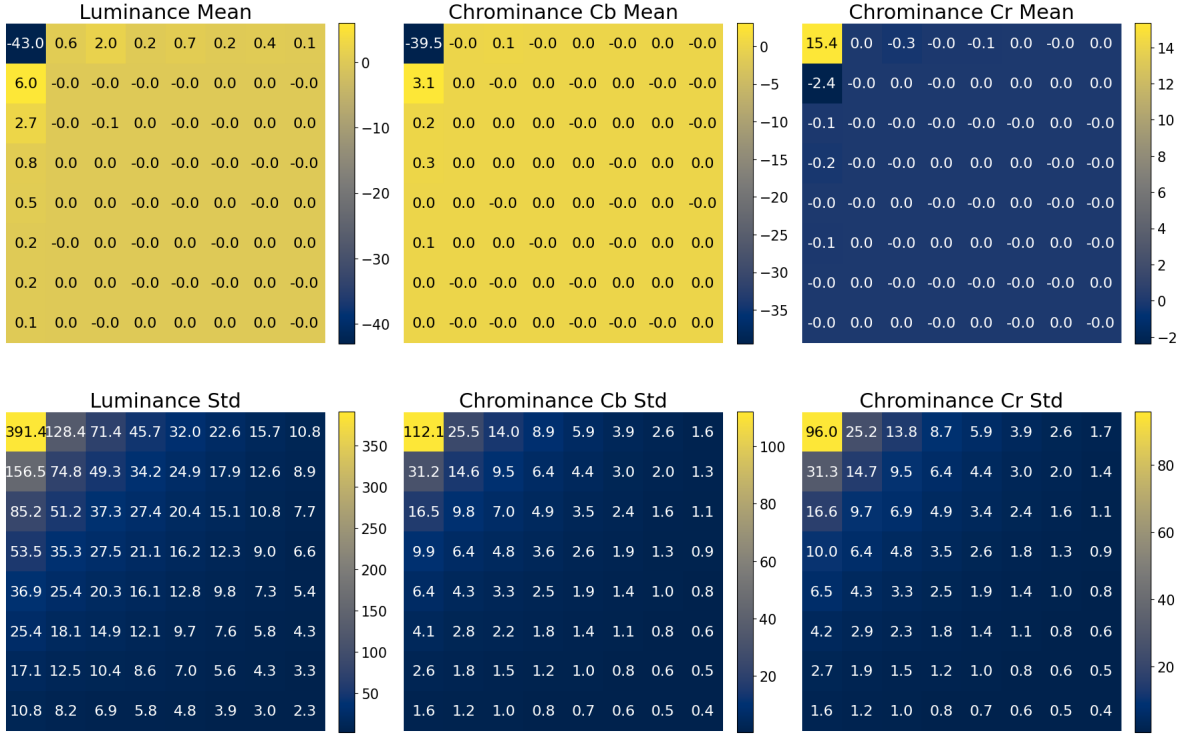 Luminance Mean
-43.0 0.6 2.0 0.2 0.7 0.2 0.4 0.1
6.0 -0.0 -0.0 -0.0 -0.0 0.0 -0.0 0.0
2.7 -0.0 -0.1 0.0 -0.0 0.0 -0.0 0.0
0.8 0.0 0.0 -0.0 0.0 -0.0 -0.0 -0.0
0.5 0.0 -0.0 0.0 -0.0 0.0 -0.0 0.0
0.2 -0.0 0.0 -0.0 0.0 -0.0 0.0 -0.0
0.2 0.0 0.0 -0.0 -0.0 0.0 0.0 0.0
0.1 0.0 -0.0 0.0 0.0 0.0 0.0 -0.0
0
−10
−20
−30
−40
Chrominance Cb Mean
-39.5 -0.0 0.1 -0.0 0.0 -0.0 0.0 -0.0
3.1 0.0 -0.0 0.0 -0.0 0.0 -0.0 0.0
0.2 0.0 -0.0 -0.0 -0.0 0.0 0.0 -0.0
0.3 0.0 -0.0 -0.0 0.0 -0.0 0.0 -0.0
0.0 0.0 -0.0 0.0 0.0 0.0 -0.0 0.0
0.1 0.0 -0.0 -0.0 0.0 -0.0 0.0 -0.0
0.0 -0.0 0.0 -0.0 -0.0 0.0 -0.0 0.0
0.0 0.0 -0.0 0.0 -0.0 -0.0 0.0 -0.0
0
−5
−10
−15
−20
−25
−30
−35
Chrominance Cr Mean
15.4 0.0 -0.3 -0.0 -0.1 0.0 -0.0 0.0
-2.4 -0.0 0.0 -0.0 0.0 -0.0 0.0 -0.0
-0.1 -0.0 0.0 0.0 0.0 -0.0 -0.0 0.0
-0.2 -0.0 0.0 -0.0 0.0 0.0 0.0 0.0
-0.0 -0.0 0.0 -0.0 -0.0 0.0 -0.0 -0.0
-0.1 0.0 0.0 0.0 -0.0 0.0 -0.0 0.0
-0.0 0.0 -0.0 0.0 0.0 -0.0 0.0 -0.0
-0.0 0.0 0.0 -0.0 0.0 -0.0 -0.0 0.0
14
12
10
8
6
4
2
0
−2
Luminance Std
391.4 128.4 71.4 45.7 32.0 22.6 15.7 10.8
156.5 74.8 49.3 34.2 24.9 17.9 12.6 8.9
85.2 51.2 37.3 27.4 20.4 15.1 10.8 7.7
53.5 35.3 27.5 21.1 16.2 12.3 9.0 6.6
36.9 25.4 20.3 16.1 12.8 9.8 7.3 5.4
25.4 18.1 14.9 12.1 9.7 7.6 5.8 4.3
17.1 12.5 10.4 8.6 7.0 5.6 4.3 3.3
10.8 8.2 6.9 5.8 4.8 3.9 3.0 2.3
350
300
250
200
150
100
50
Chrominance Cb Std
112.1 25.5 14.0 8.9 5.9 3.9 2.6 1.6
31.2 14.6 9.5 6.4 4.4 3.0 2.0 1.3
16.5 9.8 7.0 4.9 3.5 2.4 1.6 1.1
9.9 6.4 4.8 3.6 2.6 1.9 1.3 0.9
6.4 4.3 3.3 2.5 1.9 1.4 1.0 0.8
4.1 2.8 2.2 1.8 1.4 1.1 0.8 0.6
2.6 1.8 1.5 1.2 1.0 0.8 0.6 0.5
1.6 1.2 1.0 0.8 0.7 0.6 0.5 0.4
100
80
60
40
20
Chrominance Cr Std
96.0 25.2 13.8 8.7 5.9 3.9 2.6 1.7
31.3 14.7 9.5 6.4 4.4 3.0 2.0 1.4
16.6 9.7 6.9 4.9 3.4 2.4 1.6 1.1
10.0 6.4 4.8 3.5 2.6 1.8 1.3 0.9
6.5 4.3 3.3 2.5 1.9 1.4 1.0 0.8
4.2 2.9 2.3 1.8 1.4 1.1 0.8 0.6
2.7 1.9 1.5 1.2 1.0 0.8 0.6 0.5
1.6 1.2 1.0 0.8 0.7 0.6 0.5 0.4
80
60
40
20